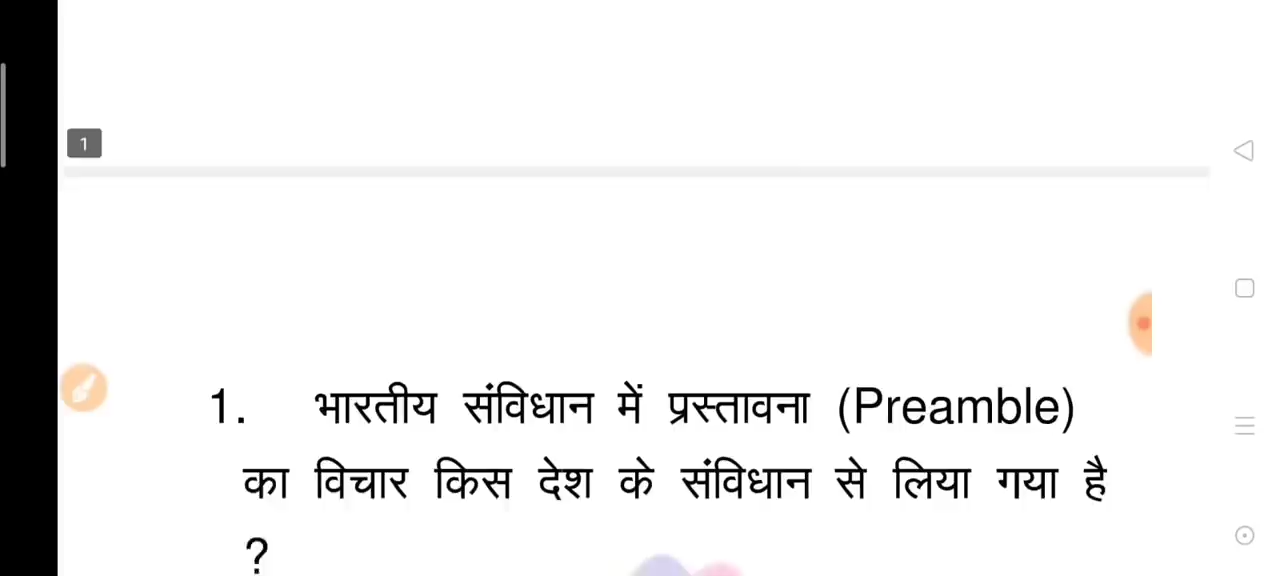 1
1. भारतीय संविधान में प्रस्तावना (Preamble)
का विचार किस देश के संविधान से लिया गया है
?